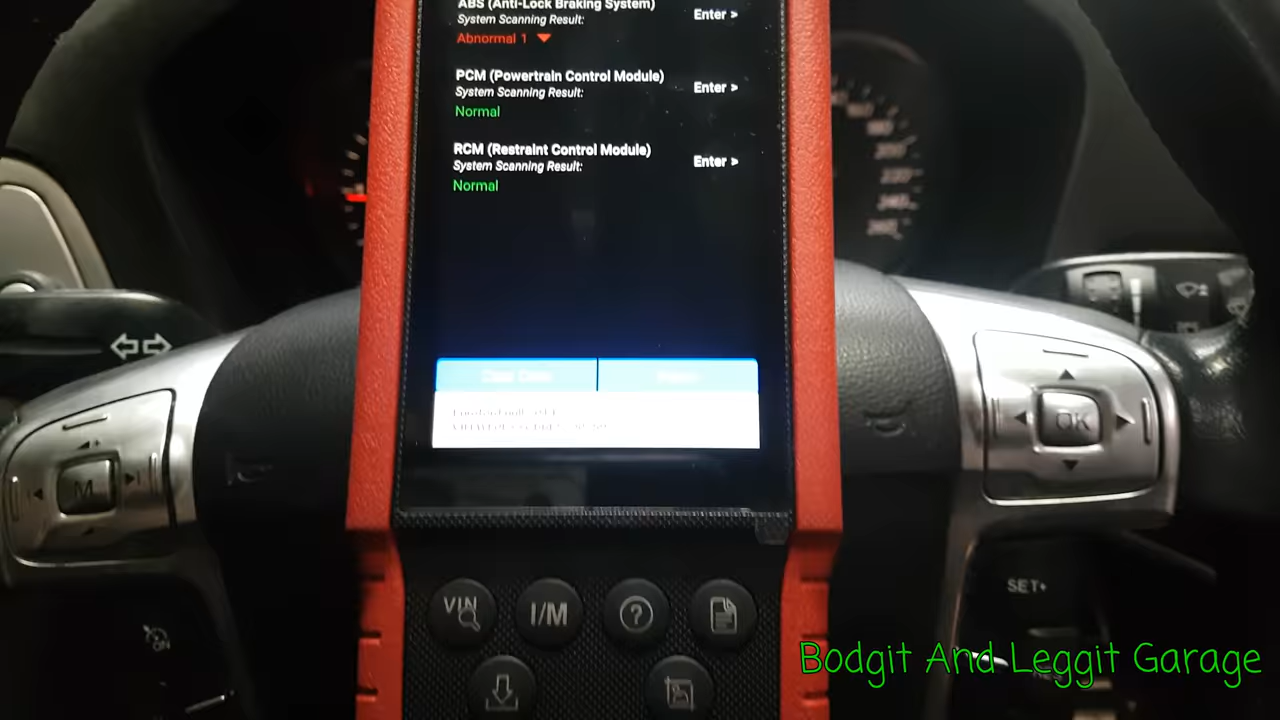 ABS (Anti-Lock Braking System)
System Scanning Result:
Enter >
Abnormal 1
PCM (Powertrain Control Module)
System Scanning Result:
Enter >
Normal
RCM (Restraint Control Module)
System Scanning Result:
Enter >
Normal
OK
M
SET+
ON
VIN
I/M
?
Bodgit And Leggit Garage